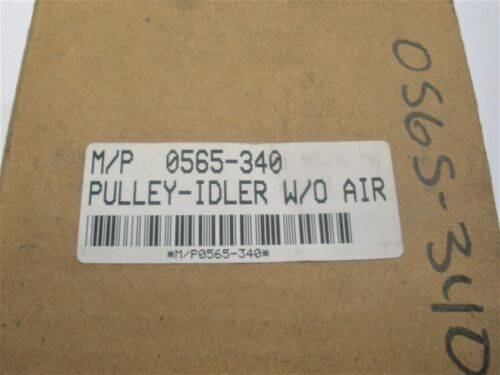 M/P 0565-340
PULLEY-IDLER W/O AIR
*M/P0565-340*
0565-340